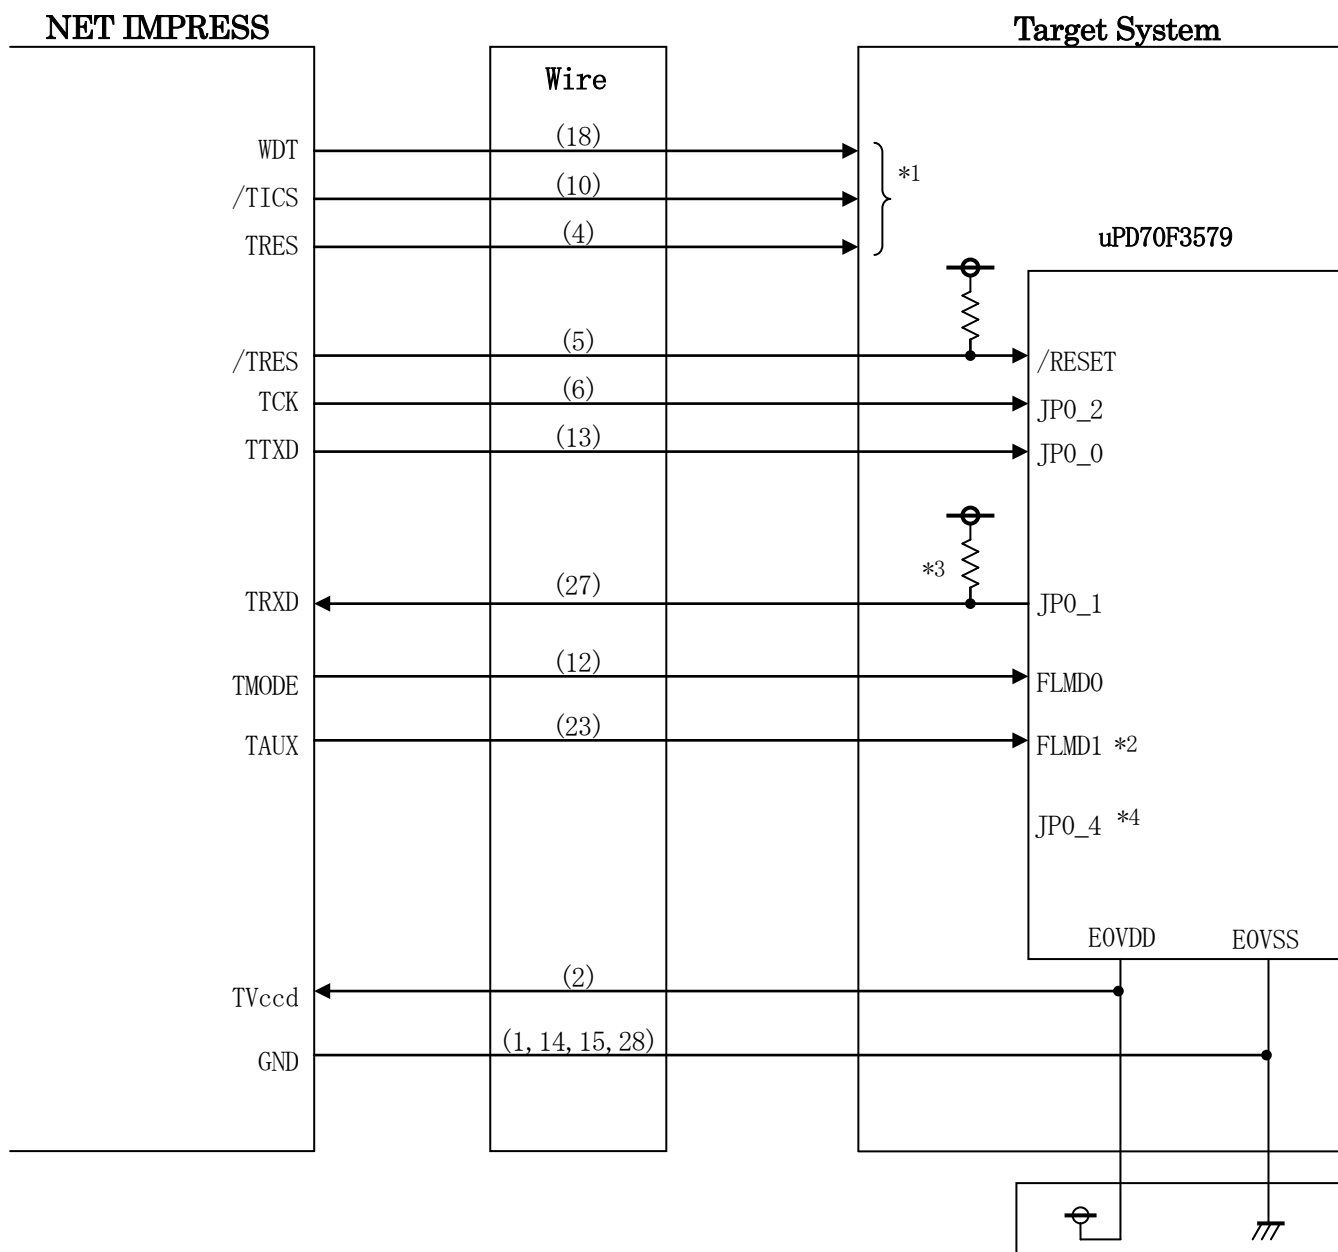 NET IMPRESS
Target System
Wire
WDT (18)
*1
/TICS (10)
TRES (4)
uPD70F3579
/TRES (5) /RESET
TCK (6) JP0_2
TTXD (13) JP0_0
*3
TRXD (27) JP0_1
TMODE (12) FLMD0
TAUX (23) FLMD1 *2
JP0_4 *4
E0VDD E0VSS
TVccd (2)
GND (1,14,15,28)